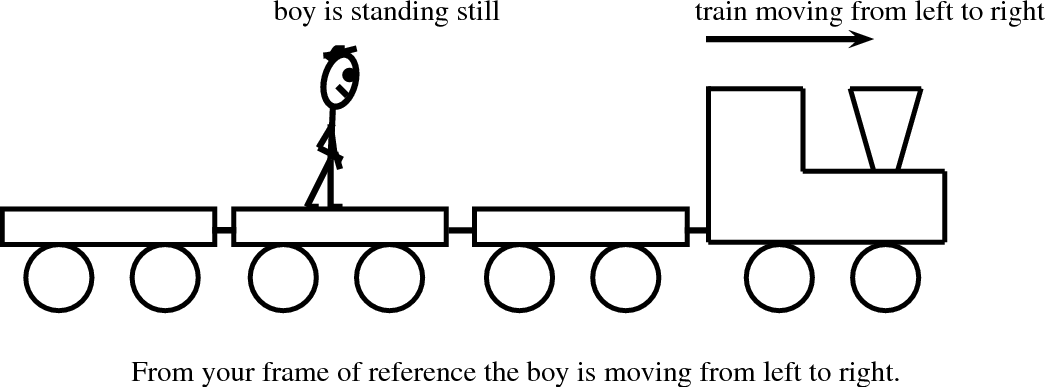 boy is standing still
train moving from left to right
From your frame of reference the boy is moving from left to right.